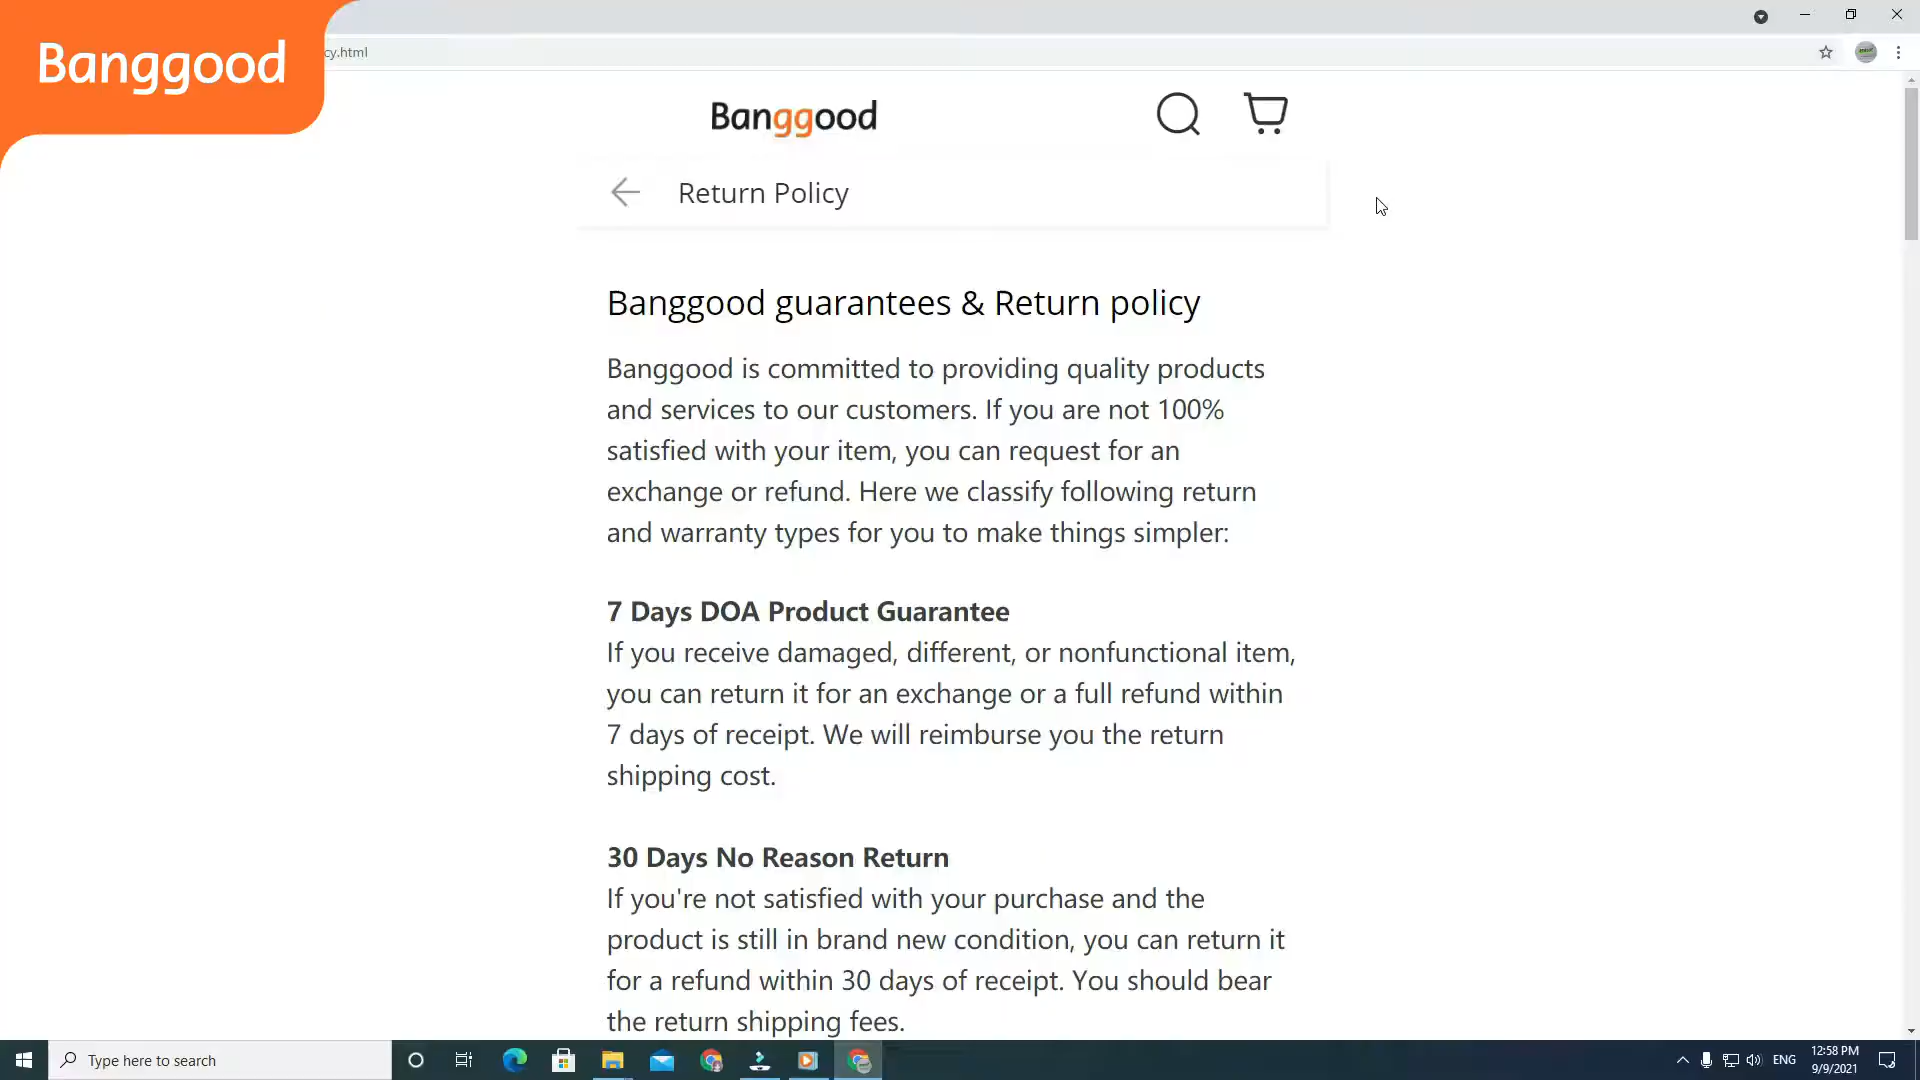 Banggood
cy.html
Banggood
Return Policy
Banggood guarantees & Return policy
Banggood is committed to providing quality products
and services to our customers. If you are not 100%
satisfied with your item, you can request for an
exchange or refund. Here we classify following return
and warranty types for you to make things simpler:
7 Days DOA Product Guarantee
If you receive damaged, different, or nonfunctional item,
you can return it for an exchange or a full refund within
7 days of receipt. We will reimburse you the return
shipping cost.
30 Days No Reason Return
If you're not satisfied with your purchase and the
product is still in brand new condition, you can return it
for a refund within 30 days of receipt. You should bear
the return shipping fees.
Type here to search
ENG
12:58 PM
9/9/2021